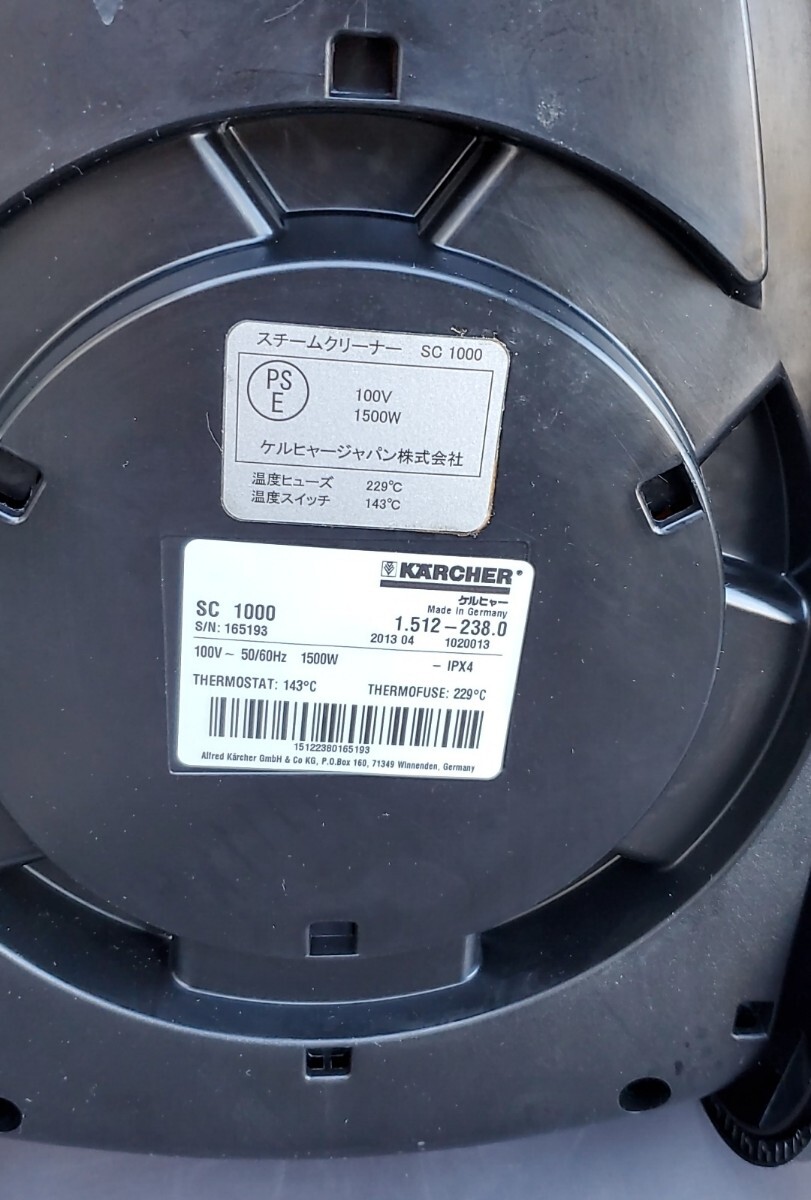 スチームクリーナー SC 1000
PS
E
100V
1500W
ケルヒャージャパン株式会社
温度ヒューズ 229℃
温度スイッチ 143℃
KÄRCHER®
ケルヒャー
Made in Germany
SC 1000
1.512-238.0
S/N: 165193
2013 04 1020013
100V~ 50/60Hz 1500W - IPX4
THERMOSTAT: 143°C THERMOFUSE: 229°C
15122380165193
Alfred Kärcher GmbH & Co KG, P.O.Box 160, 71349 Winnenden, Germany